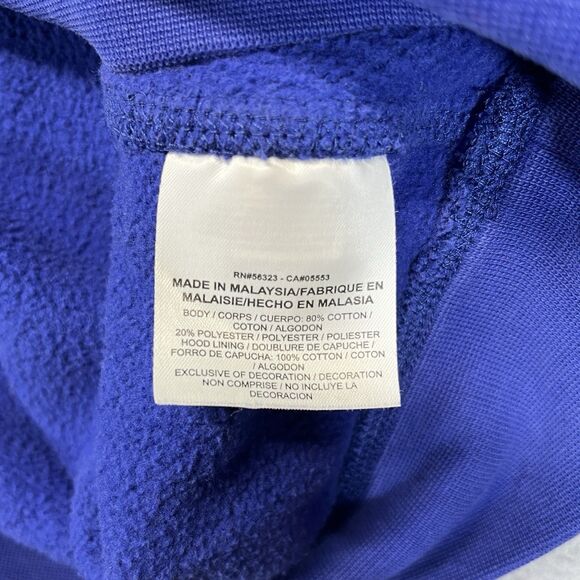 RN#56323 - CA#05553
MADE IN MALAYSIA/FABRIQUE EN
MALAISIE/HECHO EN MALASIA
BODY / CORPS / CUERPO: 80% COTTON /
COTON / ALGODON
20% POLYESTER / POLYESTER / POLIESTER
HOOD LINING / DOUBLURE DE CAPUCHE /
FORRO DE CAPUCHA: 100% COTTON / COTON
/ ALGODON
EXCLUSIVE OF DECORATION / DECORATION
NON COMPRISE / NO INCLUYE LA
DECORACION